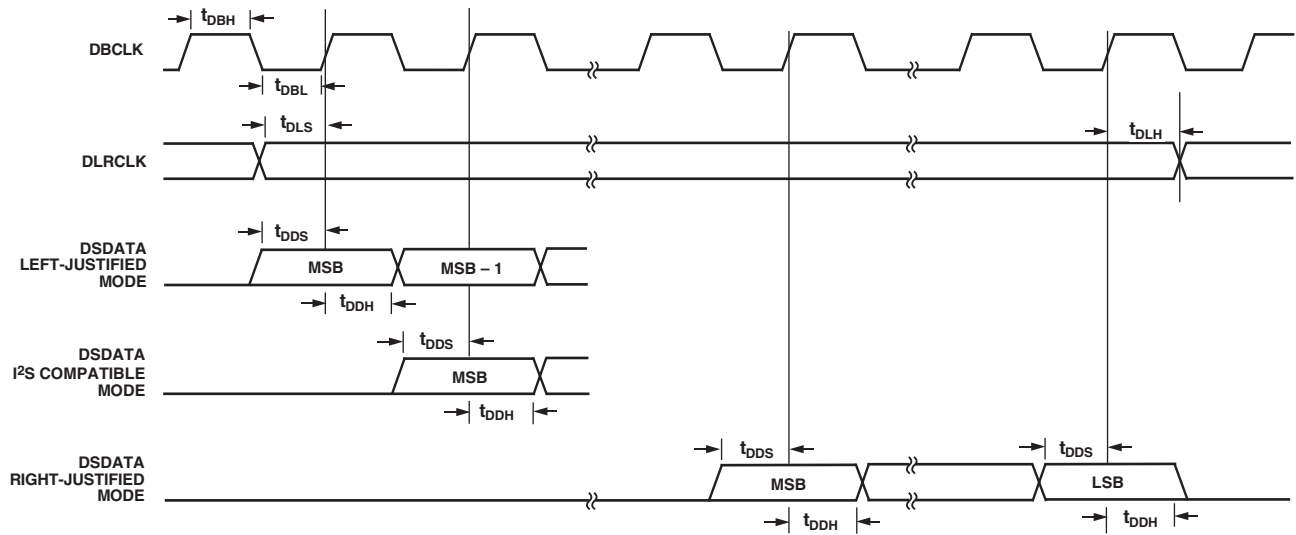 tDBH
DBCLK
tDBL
tDLS
tDLH
DLRCLK
tDDS
DSDATA
LEFT-JUSTIFIED
MODE
MSB
MSB – 1
tDDH
DSDATA
I²S COMPATIBLE
MODE
tDDS
MSB
tDDH
DSDATA
RIGHT-JUSTIFIED
MODE
tDDS
tDDS
MSB
LSB
tDDH
tDDH